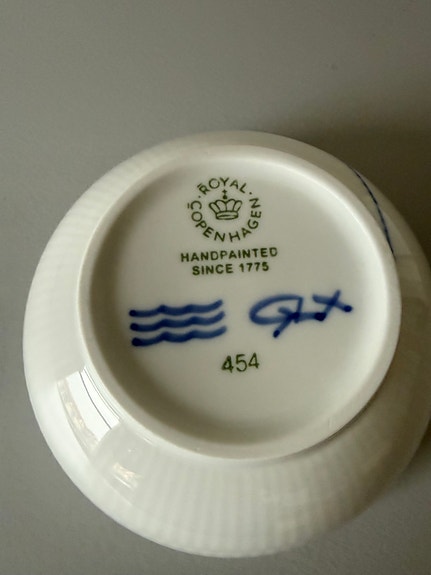 ROYAL
COPENHAGEN
HANDPAINTED
SINCE 1775
454